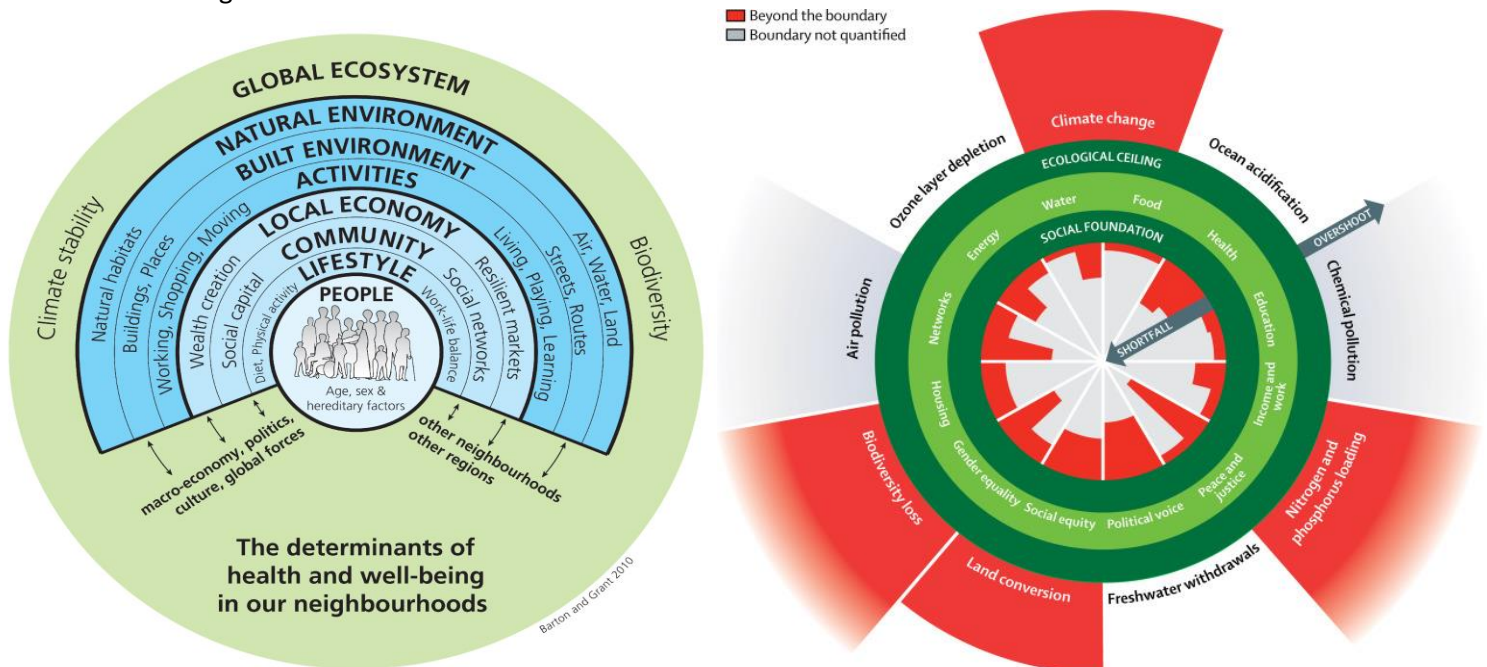 GLOBAL ECOSYSTEM
NATURAL ENVIRONMENT
BUILT ENVIRONMENT
ACTIVITIES
LOCAL ECONOMY
COMMUNITY
LIFESTYLE
PEOPLE
Age, sex &
hereditary factors
Climate stability
Natural habitats
Buildings, Places
Working, Shopping, Moving
Wealth creation
Social capital
Diet, Physical activity
Work-life balance
Social networks
Resilient markets
Living, Playing, Learning
Streets, Routes
Air, Water, Land
Biodiversity
macro-economy, politics,
culture, global forces
other neighbourhoods
other regions
The determinants of
health and well-being
in our neighbourhoods
Barton and Grant 2010
Beyond the boundary
Boundary not quantified
Climate change
Ozone layer depletion
Ocean acidification
ECOLOGICAL CEILING
Water
Food
Energy
Health
SOCIAL FOUNDATION
OVERSHOOT
SHORTFALL
Air pollution
Networks
Education
Chemical pollution
Housing
Income and
work
Gender equality
Social equity
Political voice
Peace and
justice
Biodiversity loss
Land conversion
Freshwater withdrawals
Nitrogen and
phosphorus loading